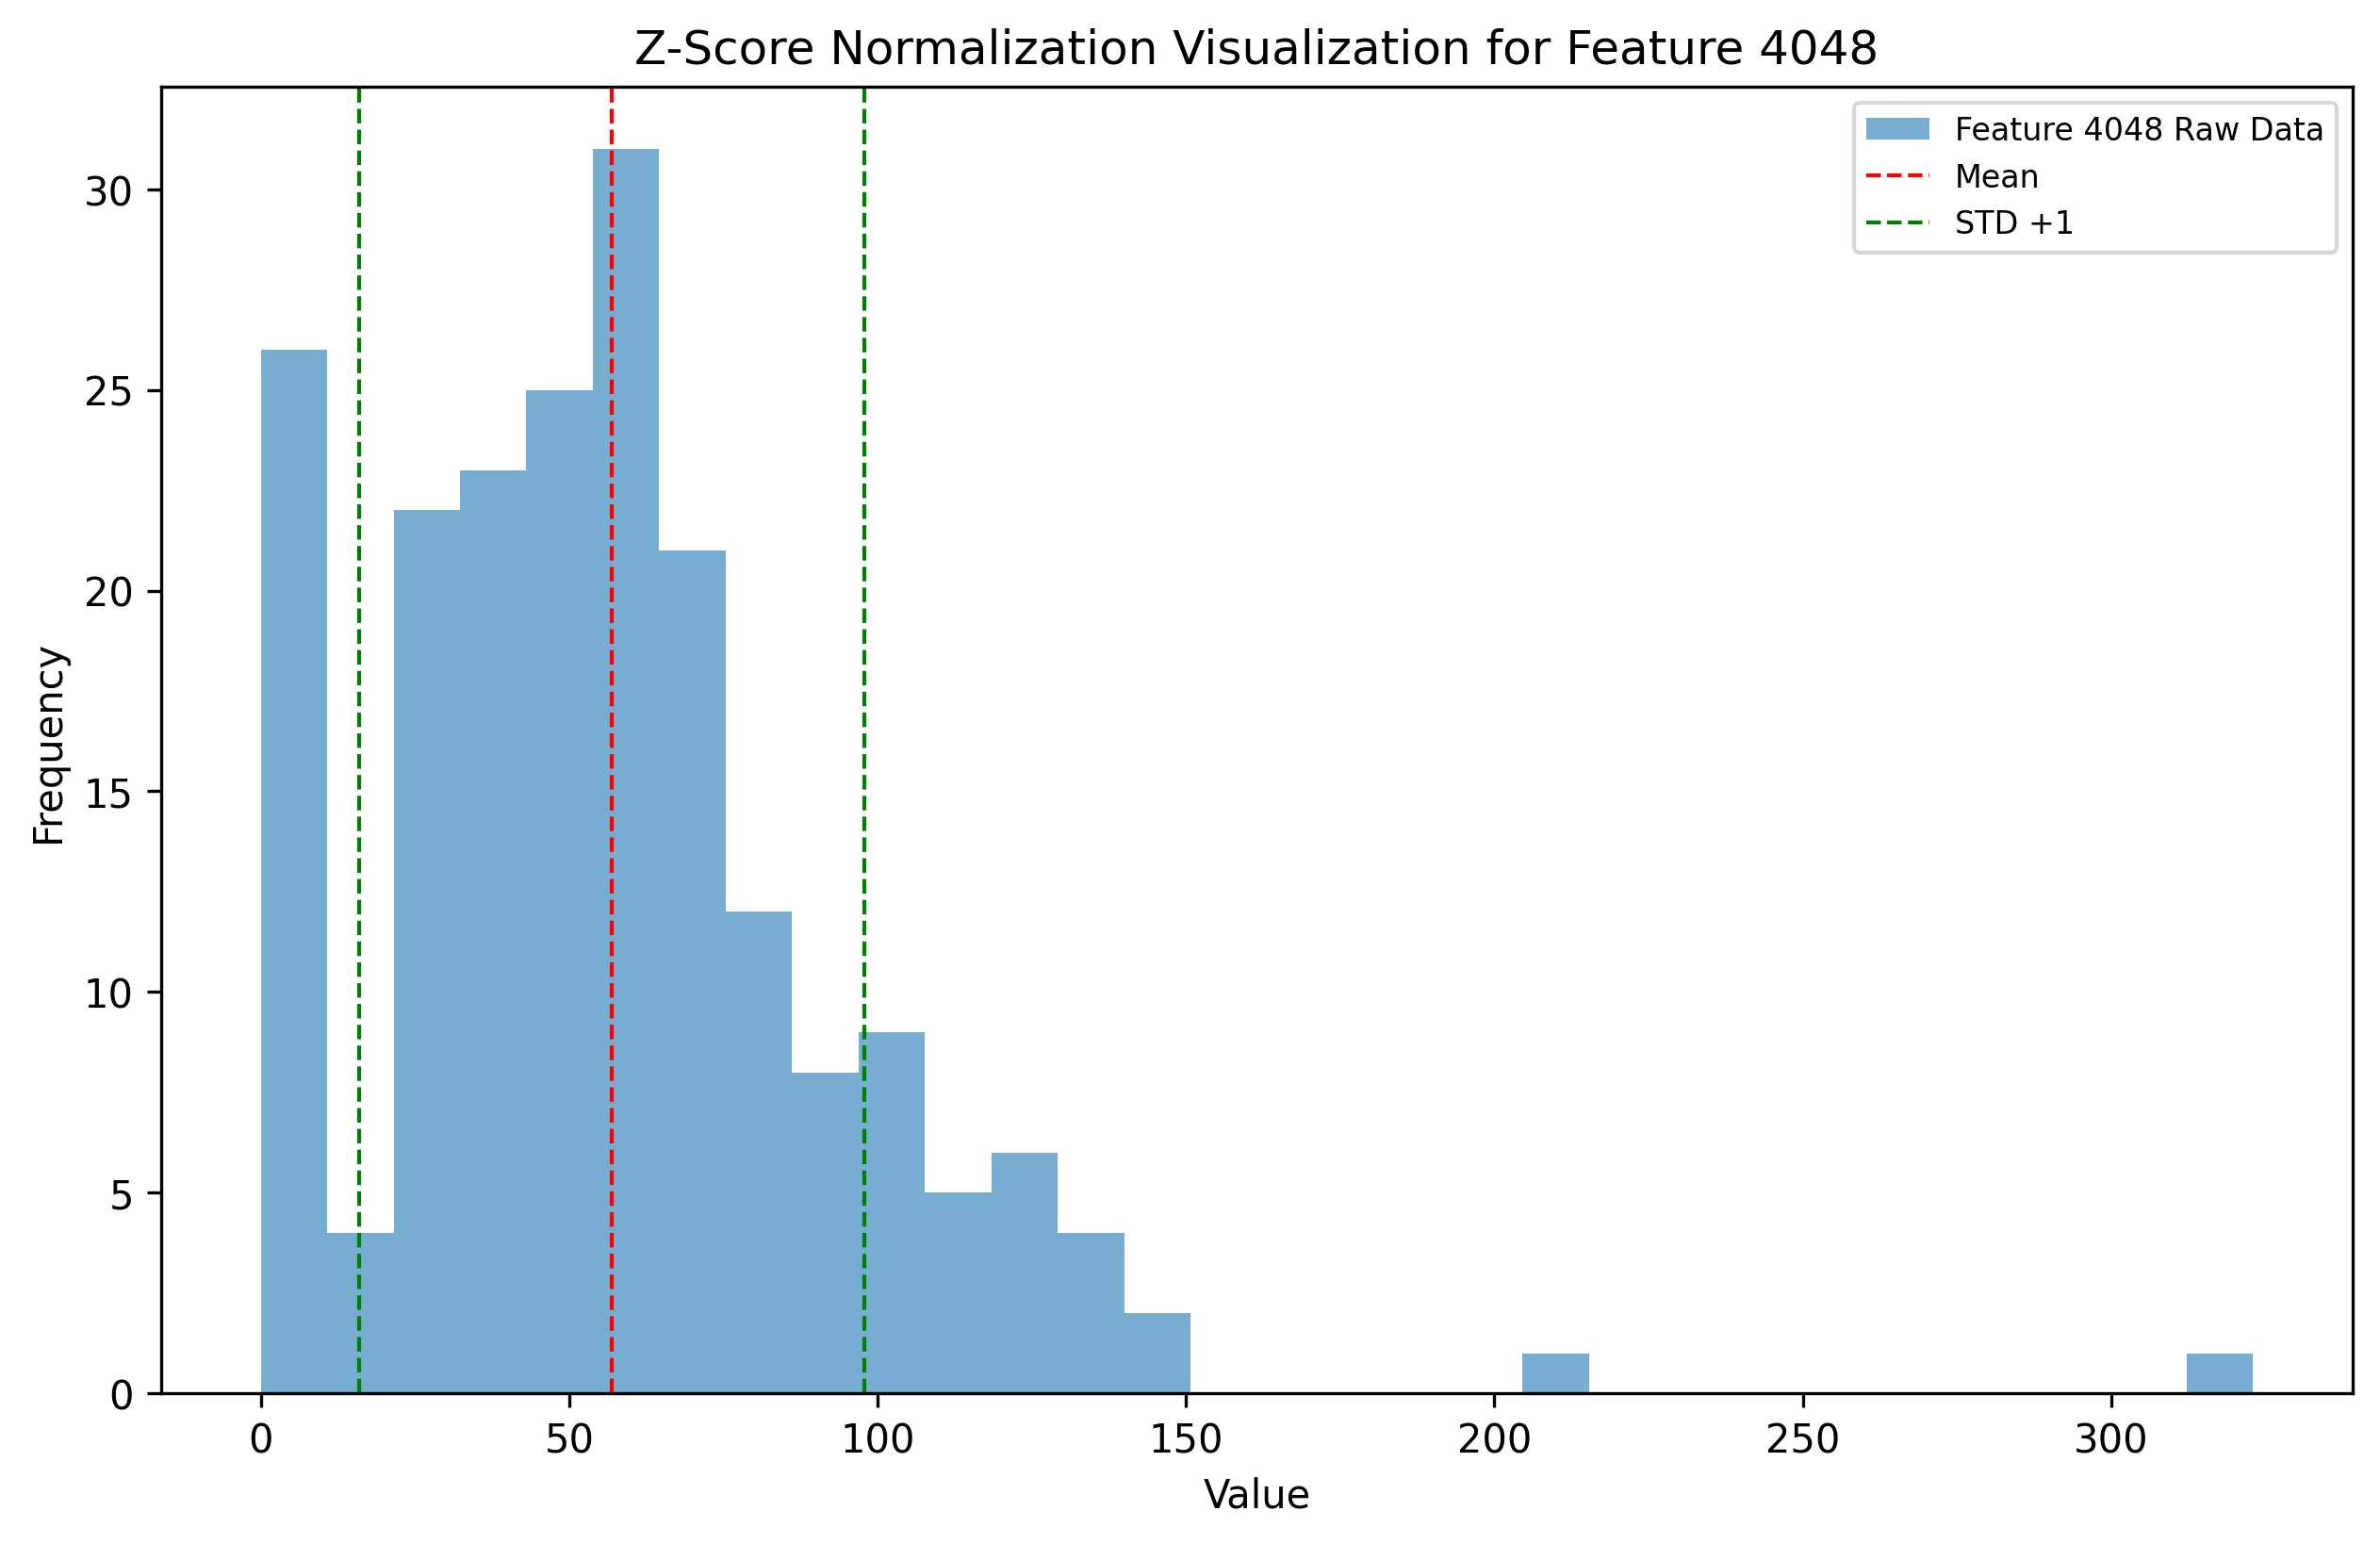 Z-Score Normalization Visualization for Feature 4048
Feature 4048 Raw Data
Mean
STD +1
30
25
20
15
10
5
0
Frequency
0 50 100 150 200 250 300
Value